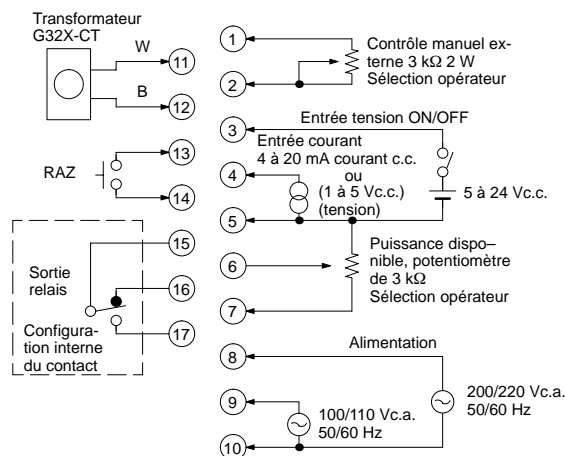 Transformateur
G32X-CT
W
11
B
12
13
RAZ
14
15
Sortie
relais
16
17
Configura-
tion interne
du contact
1
Contrôle manuel ex-
terne 3 kΩ 2 W
Sélection opérateur
2
3
Entrée tension ON/OFF
Entrée courant
4 à 20 mA courant c.c.
ou
(1 à 5 Vc.c.)
(tension)
4
5 à 24 Vc.c.
5
Puissance dispo–
nible, potentiomètre
de 3 kΩ
Sélection opérateur
6
7
Alimentation
8
200/220 Vc.a.
50/60 Hz
9
100/110 Vc.a.
50/60 Hz
10